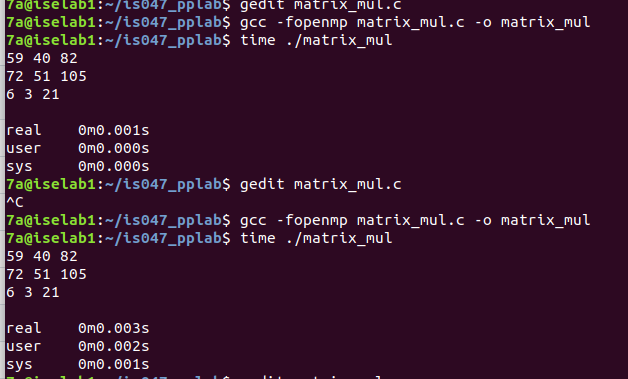 7a@iselab1:~/is047_pplab$ gedit matrix_mul.c
7a@iselab1:~/is047_pplab$ gcc -fopenmp matrix_mul.c -o matrix_mul
7a@iselab1:~/is047_pplab$ time ./matrix_mul
59 40 82
72 51 105
6 3 21
real 0m0.001s
user 0m0.000s
sys 0m0.000s
7a@iselab1:~/is047_pplab$ gedit matrix_mul.c
^C
7a@iselab1:~/is047_pplab$ gcc -fopenmp matrix_mul.c -o matrix_mul
7a@iselab1:~/is047_pplab$ time ./matrix_mul
59 40 82
72 51 105
6 3 21
real 0m0.003s
user 0m0.002s
sys 0m0.001s